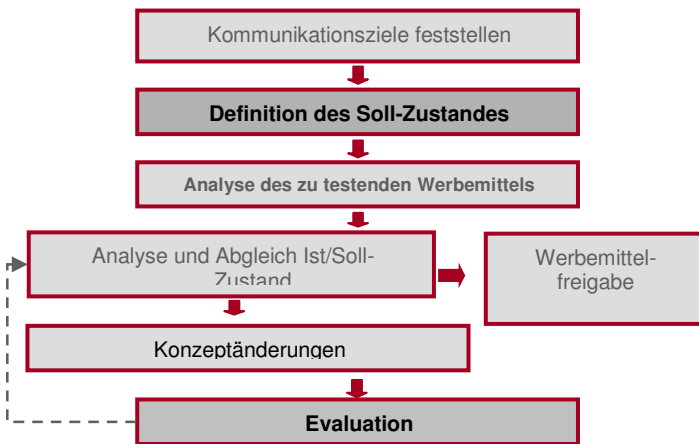 Kommunikationsziele feststellen
Definition des Soll-Zustandes
Analyse des zu testenden Werbemittels
Analyse und Abgleich Ist/Soll-
Zustand
Werbemittel-
freigabe
Konzeptänderungen
Evaluation